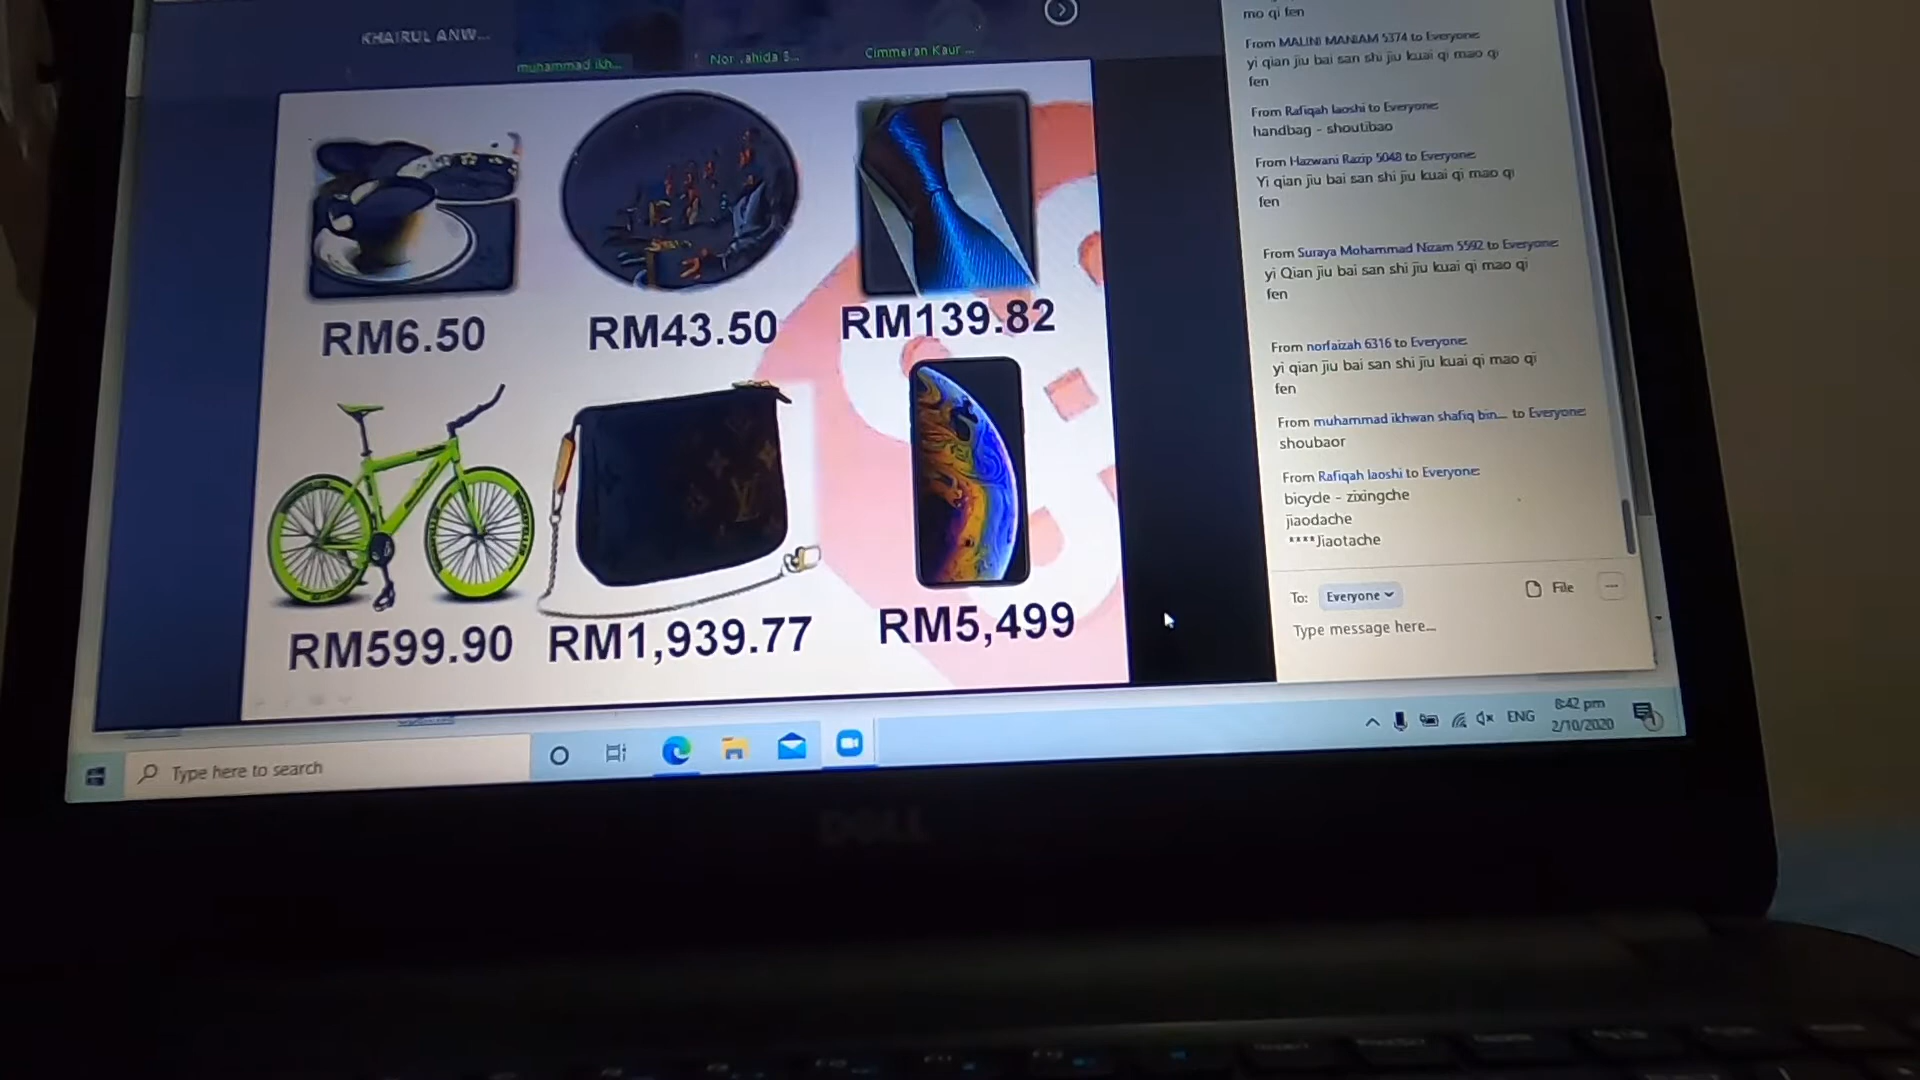 KHAIRUL ANW...
muhammad ikh...
Cimmeran Kaur ...
RM6.50
RM43.50
RM139.82
RM599.90
RM1,939.77
RM5,499
mo qi fen
From MALINI MANIAM 5374 to Everyone:
yi qian jiu bai san shi jiu kuai qi mao qi
fen
From Rafiqah laoshi to Everyone:
handbag - shoutibao
From Hazwani Razip 5048 to Everyone:
Yi qian jiu bai san shi jiu kuai qi mao qi
fen
From Suraya Mohammad Nizam 5592 to Everyone:
yi Qian jiu bai san shi jiu kuai qi mao qi
fen
From norfaizah 6316 to Everyone:
yi qian jiu bai san shi jiu kuai qi mao qi
fen
From muhammad ikhwan shafiq bin... to Everyone:
shoubaor
From Rafiqah laoshi to Everyone:
bicycle - zixingche
jiaodache
****Jiaotache
To: Everyone
File
Type message here...
Type here to search
ENG
8:42 pm
2/10/2020
DELL